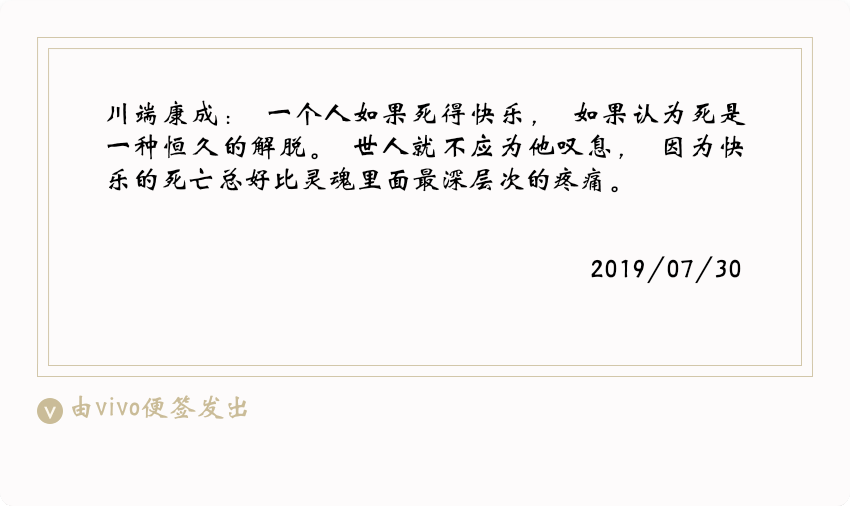 川端康成： 一个人如果死得快乐， 如果认为死是
一种恒久的解脱。 世人就不应为他叹息， 因为快
乐的死亡总好比灵魂里面最深层次的疼痛。
2019/07/30
由vivo便签发出